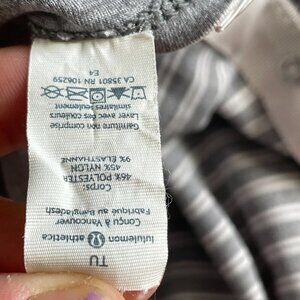 TU
lululemon athletica
Conçu à Vancouver
Fabriqué au Bangladesh
Corps:
46% POLYESTER
45% NYLON
9% ELASTHANNE
Garniture non comprise
Laver avec des couleurs
similaires seulement
E4
CA 35801 RN 106259